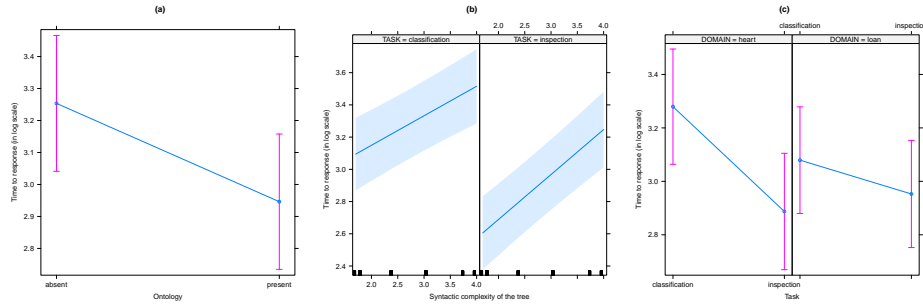 (a)
Time to response (in log scale)
3.4
3.3
3.2
3.1
3.0
2.9
2.8
absent
present
Ontology
(b)
2.0 2.5 3.0 3.5 4.0
TASK = classification
TASK = inspection
Time to response (in log scale)
3.6
3.4
3.2
3.0
2.8
2.6
2.4
2.0 2.5 3.0 3.5 4.0
Syntactic complexity of the tree
(c)
classification
inspection
DOMAIN = heart
DOMAIN = loan
Time to response (in log scale)
3.4
3.2
3.0
2.8
classification
inspection
Task